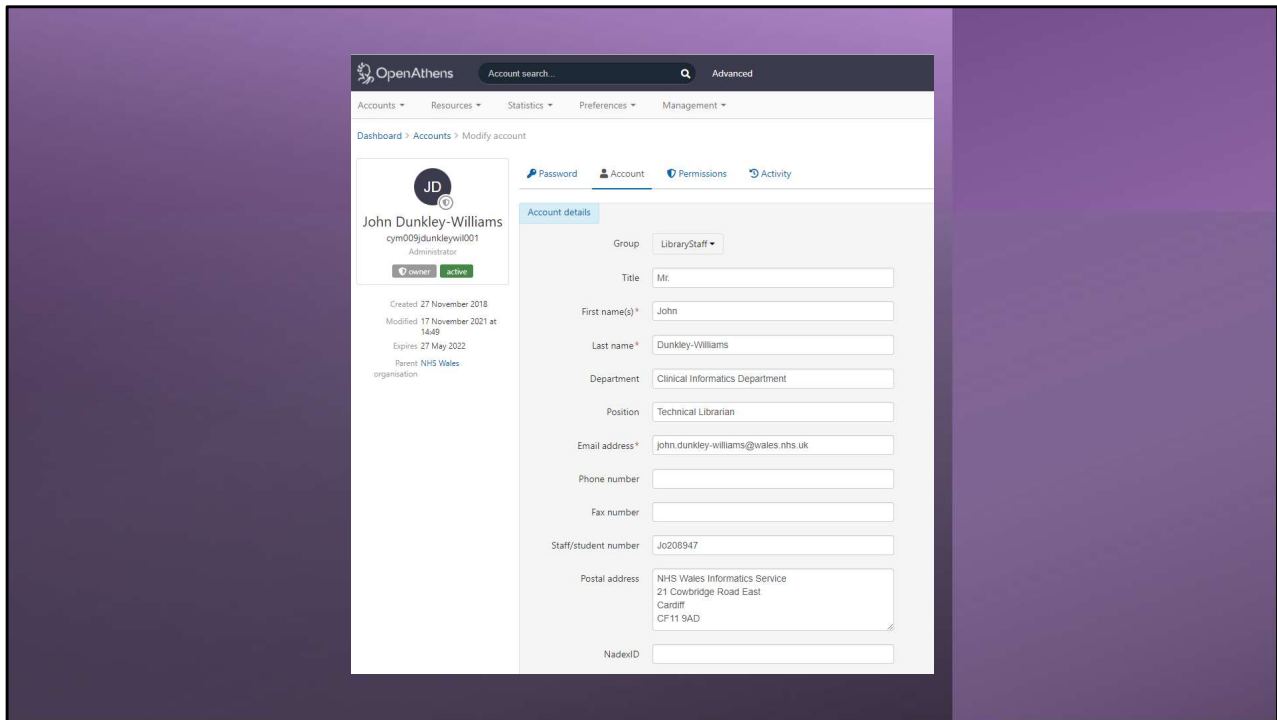 OpenAthens Account search... Advanced
Accounts Resources Statistics Preferences Management
Dashboard > Accounts > Modify account
JD
John Dunkley-Williams
cym009jdunkleywil001
Administrator
owner active
Created 27 November 2018
Modified 17 November 2021 at
14:49
Expires 27 May 2022
Parent NHS Wales
organisation
Password Account Permissions Activity
Account details
Group LibraryStaff
Title Mr.
First name(s)* John
Last name* Dunkley-Williams
Department Clinical Informatics Department
Position Technical Librarian
Email address* john.dunkley-williams@wales.nhs.uk
Phone number
Fax number
Staff/student number Jo208947
Postal address NHS Wales Informatics Service
21 Cowbridge Road East
Cardiff
CF11 9AD
NadexID